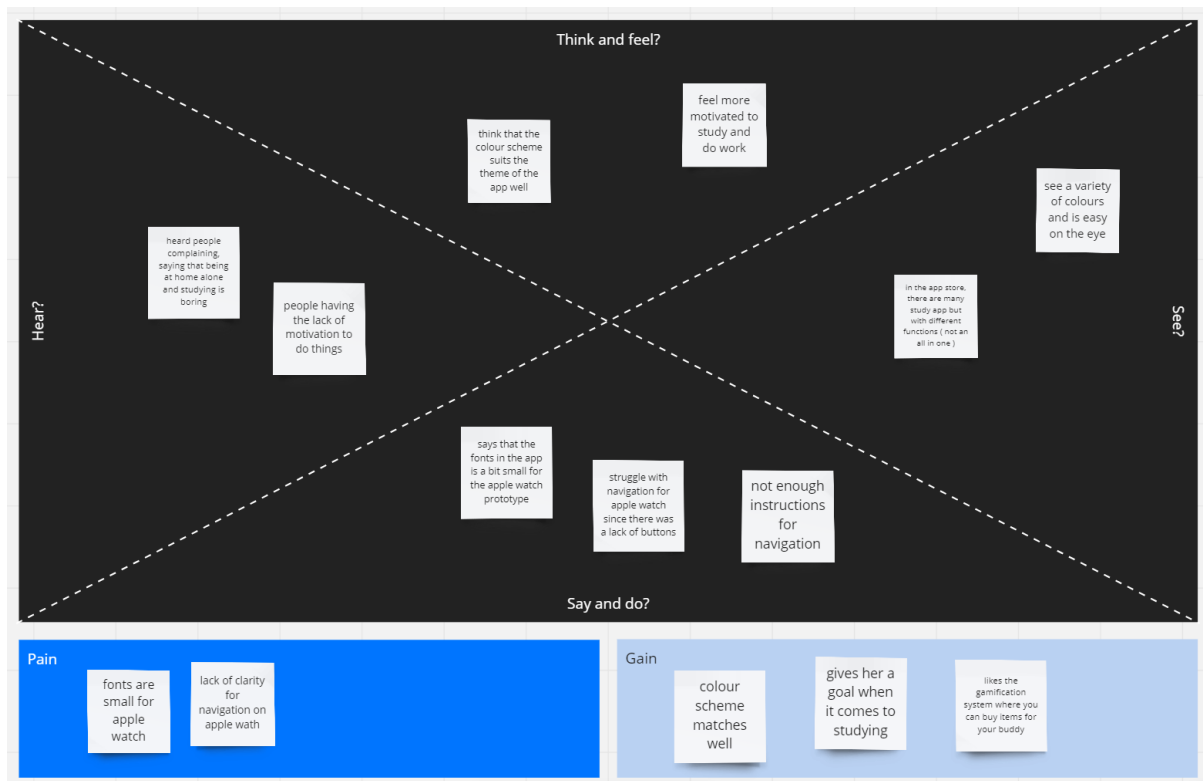 Think and feel?
think that the
colour scheme
suits the
theme of the
app well
feel more
motivated to
study and
do work
Hear?
heard people
complaining,
saying that being
at home alone
and studying is
boring
people having
the lack of
motivation to
do things
See?
see a variety
of colours
and is easy
on the eye
in the app store,
there are many
study app but
with different
functions ( not an
all in one )
says that the
fonts in the app
is a bit small for
the apple watch
prototype
struggle with
navigation for
apple watch
since there was
a lack of buttons
not enough
instructions
for
navigation
Say and do?
Pain
fonts are
small for
apple
watch
lack of clarity
for
navigation on
apple wath
Gain
colour
scheme
matches
well
gives her a
goal when
it comes to
studying
likes the
gamification
system where you
can buy items for
your buddy